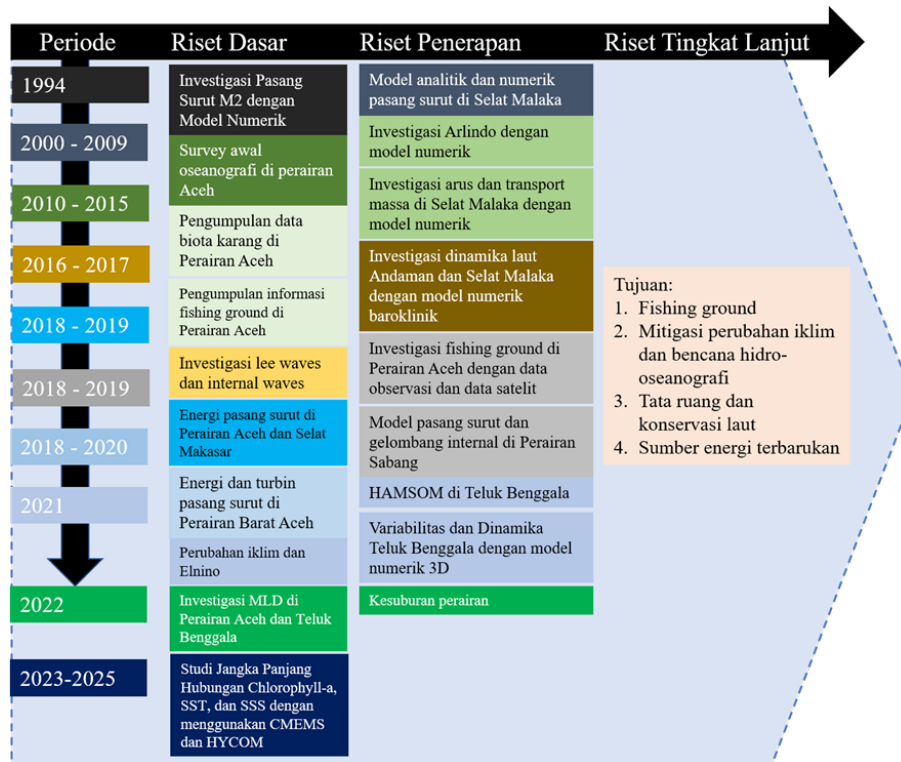 Periode
Riset Dasar
Riset Penerapan
Riset Tingkat Lanjut
1994
2000 - 2009
2010 - 2015
2016 - 2017
2018 - 2019
2018 - 2019
2018 - 2020
2021
2022
2023-2025
Investigasi Pasang
Surut M2 dengan
Model Numerik
Survey awal
oseanografi di perairan
Aceh
Pengumpulan data
biota karang di
Perairan Aceh
Pengumpulan informasi
fishing ground di
Perairan Aceh
Investigasi lee waves
dan internal waves
Energi pasang surut di
Perairan Aceh dan Selat
Makasar
Energi dan turbin
pasang surut di
Perairan Barat Aceh
Perubahan iklim dan
Elnino
Investigasi MLD di
Perairan Aceh dan Teluk
Benggala
Studi Jangka Panjang
Hubungan Chlorophyll-a,
SST, dan SSS dengan
menggunakan CMEMS
dan HYCOM
Model analitik dan numerik
pasang surut di Selat Malaka
Investigasi Arlindo dengan
model numerik
Investigasi arus dan transport
massa di Selat Malaka dengan
model numerik
Investigasi dinamika laut
Andaman dan Selat Malaka
dengan model numerik
baroklinik
Investigasi fishing ground di
Perairan Aceh dengan data
observasi dan data satelit
Model pasang surut dan
gelombang internal di Perairan
Sabang
HAMSOM di Teluk Benggala
Variabilitas dan Dinamika
Teluk Benggala dengan model
numerik 3D
Kesuburan perairan
Tujuan:
1. Fishing ground
2. Mitigasi perubahan iklim
dan bencana hidro-
oseanografi
3. Tata ruang dan
konservasi laut
4. Sumber energi terbarukan